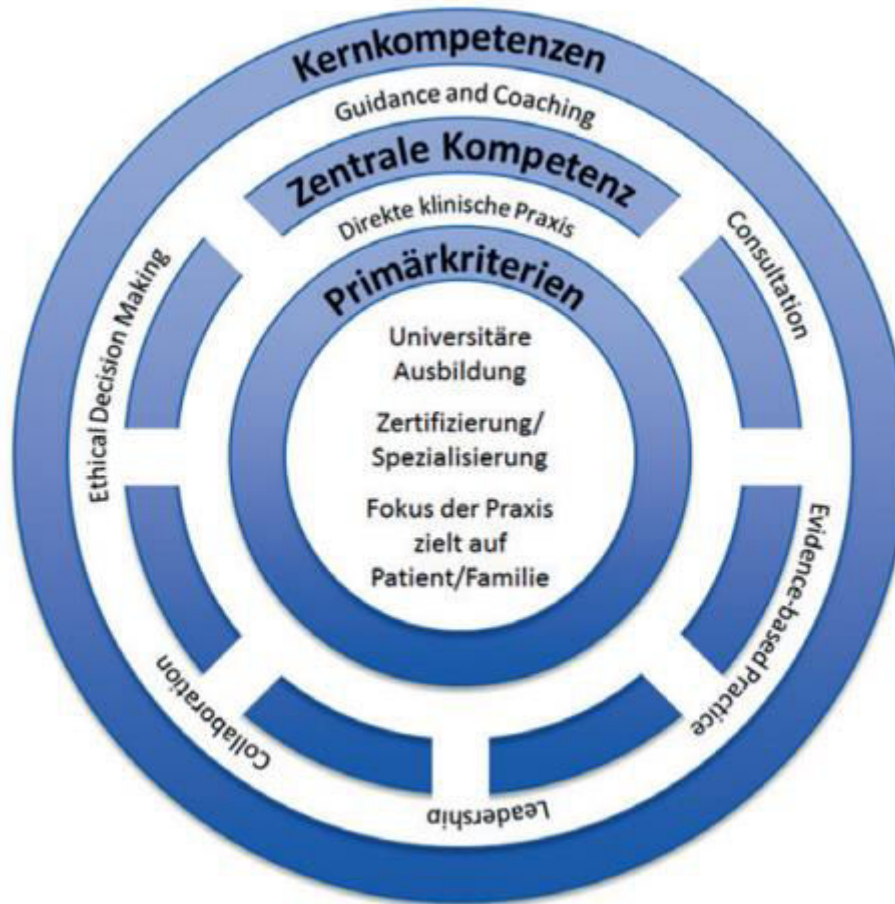 Kernkompetenzen
Guidance and Coaching
Zentrale Kompetenz
Direkte klinische Praxis
Primärkriterien
Universitäre
Ausbildung
Zertifizierung/
Spezialisierung
Fokus der Praxis
zielt auf
Patient/Familie
Consultation
Evidence-based Practice
Leadership
Collaboration
Ethical Decision Making